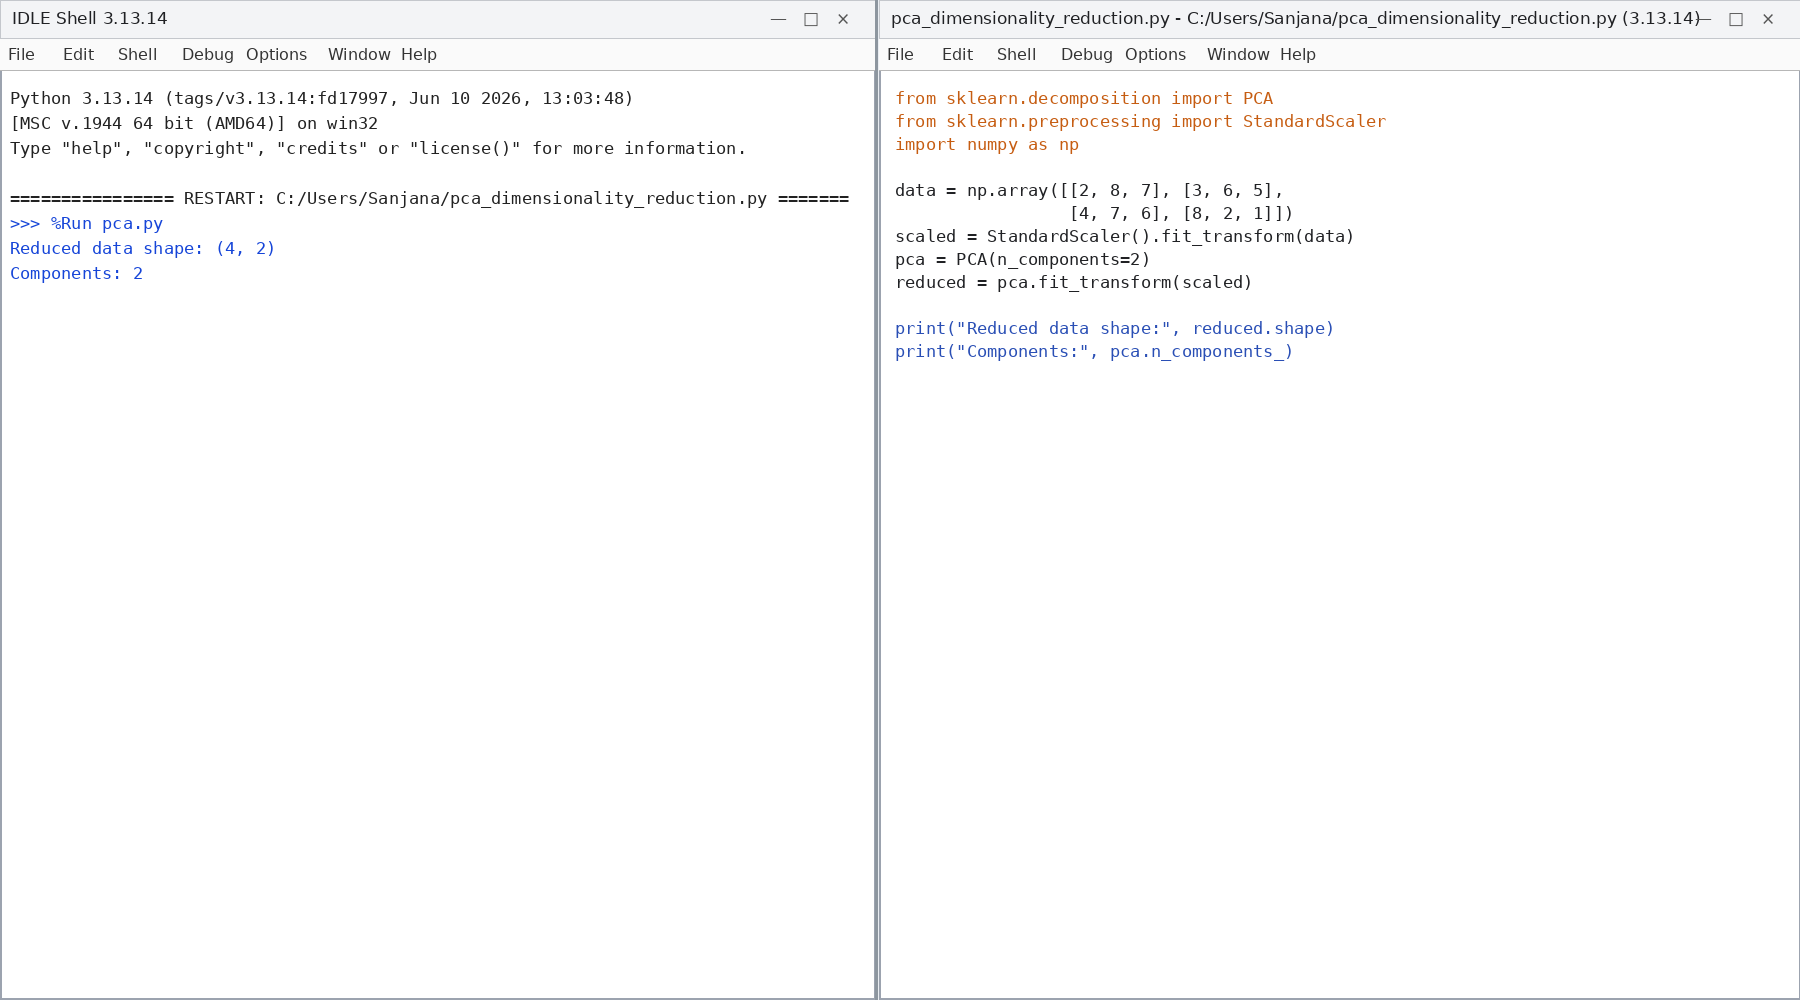 IDLE Shell 3.13.14
File Edit Shell Debug Options Window Help
Python 3.13.14 (tags/v3.13.14:fd17997, Jun 10 2026, 13:03:48)
[MSC v.1944 64 bit (AMD64)] on win32
Type "help", "copyright", "credits" or "license()" for more information.
================ RESTART: C:/Users/Sanjana/pca_dimensionality_reduction.py =======
>>> %Run pca.py
Reduced data shape: (4, 2)
Components: 2
pca_dimensionality_reduction.py - C:/Users/Sanjana/pca_dimensionality_reduction.py (3.13.14)
File Edit Shell Debug Options Window Help
from sklearn.decomposition import PCA
from sklearn.preprocessing import StandardScaler
import numpy as np
data = np.array([[2, 8, 7], [3, 6, 5],
                 [4, 7, 6], [8, 2, 1]])
scaled = StandardScaler().fit_transform(data)
pca = PCA(n_components=2)
reduced = pca.fit_transform(scaled)
print("Reduced data shape:", reduced.shape)
print("Components:", pca.n_components_)